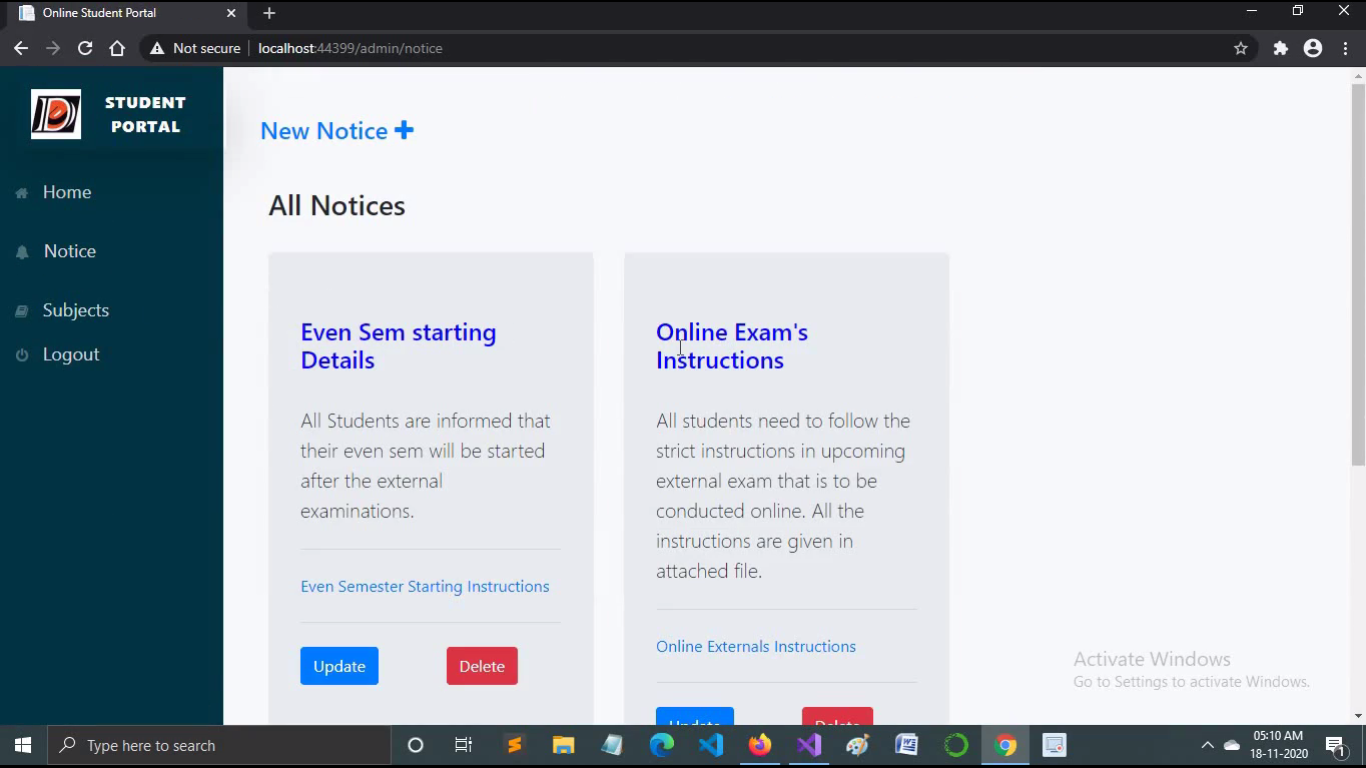 Online Student Portal
Not secure
localhost:44399/admin/notice
STUDENT
PORTAL
Home
Notice
Subjects
Logout
New Notice
All Notices
Even Sem starting
Details
All Students are informed that
their even sem will be started
after the external
examinations.
Even Semester Starting Instructions
Update
Delete
Online Exam's
Instructions
All students need to follow the
strict instructions in upcoming
external exam that is to be
conducted online. All the
instructions are given in
attached file.
Online Externals Instructions
Update
Delete
Activate Windows
Go to Settings to activate Windows.
Type here to search
05:10 AM
18-11-2020
1